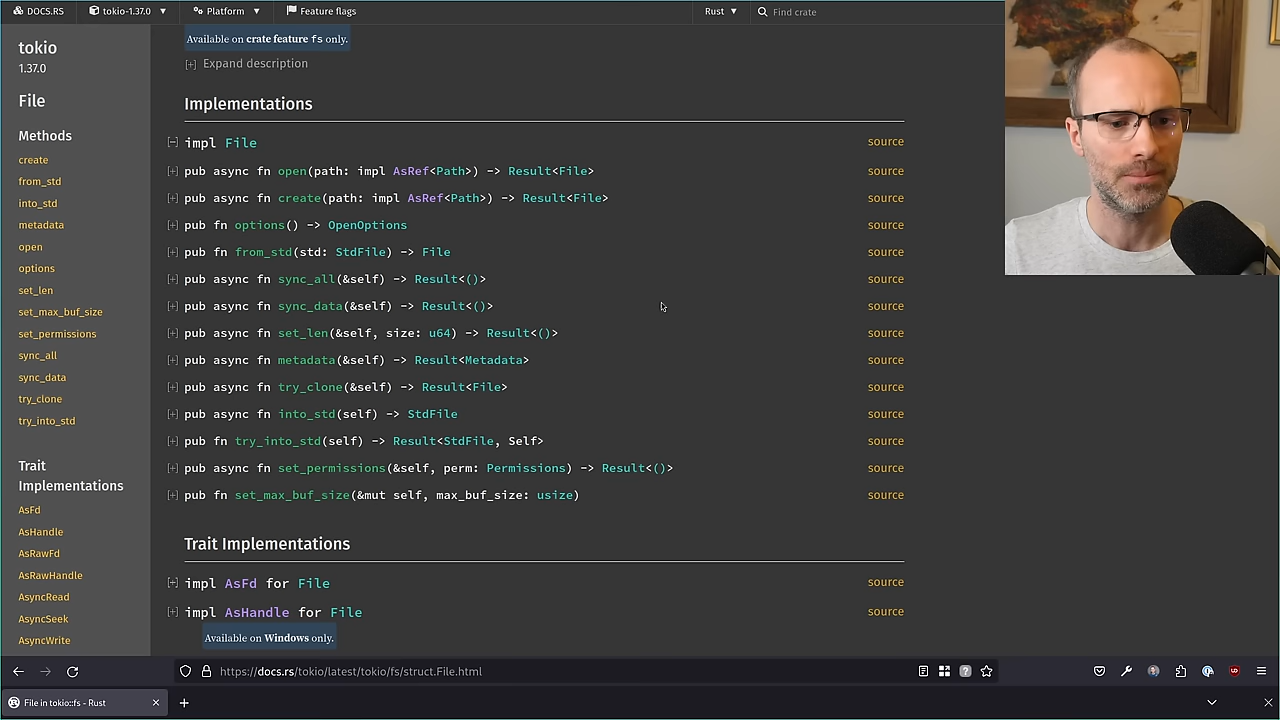 DOCS.RS tokio-1.37.0 Platform Feature flags Rust Find crate
tokio
1.37.0
File
Methods
create
from_std
into_std
metadata
open
options
set_len
set_max_buf_size
set_permissions
sync_all
sync_data
try_clone
try_into_std
Trait
Implementations
AsFd
AsHandle
AsRawFd
AsRawHandle
AsyncRead
AsyncSeek
AsyncWrite
Available on crate feature fs only.
[+] Expand description
Implementations
[−] impl File source
[+] pub async fn open(path: impl AsRef<Path>) -> Result<File> source
[+] pub async fn create(path: impl AsRef<Path>) -> Result<File> source
[+] pub fn options() -> OpenOptions source
[+] pub fn from_std(std: StdFile) -> File source
[+] pub async fn sync_all(&self) -> Result<()> source
[+] pub async fn sync_data(&self) -> Result<()> source
[+] pub async fn set_len(&self, size: u64) -> Result<()> source
[+] pub async fn metadata(&self) -> Result<Metadata> source
[+] pub async fn try_clone(&self) -> Result<File> source
[+] pub async fn into_std(self) -> StdFile source
[+] pub fn try_into_std(self) -> Result<StdFile, Self> source
[+] pub async fn set_permissions(&self, perm: Permissions) -> Result<()> source
[+] pub fn set_max_buf_size(&mut self, max_buf_size: usize) source
Trait Implementations
[+] impl AsFd for File source
[+] impl AsHandle for File source
Available on Windows only.
https://docs.rs/tokio/latest/tokio/fs/struct.File.html
File in tokio::fs - Rust